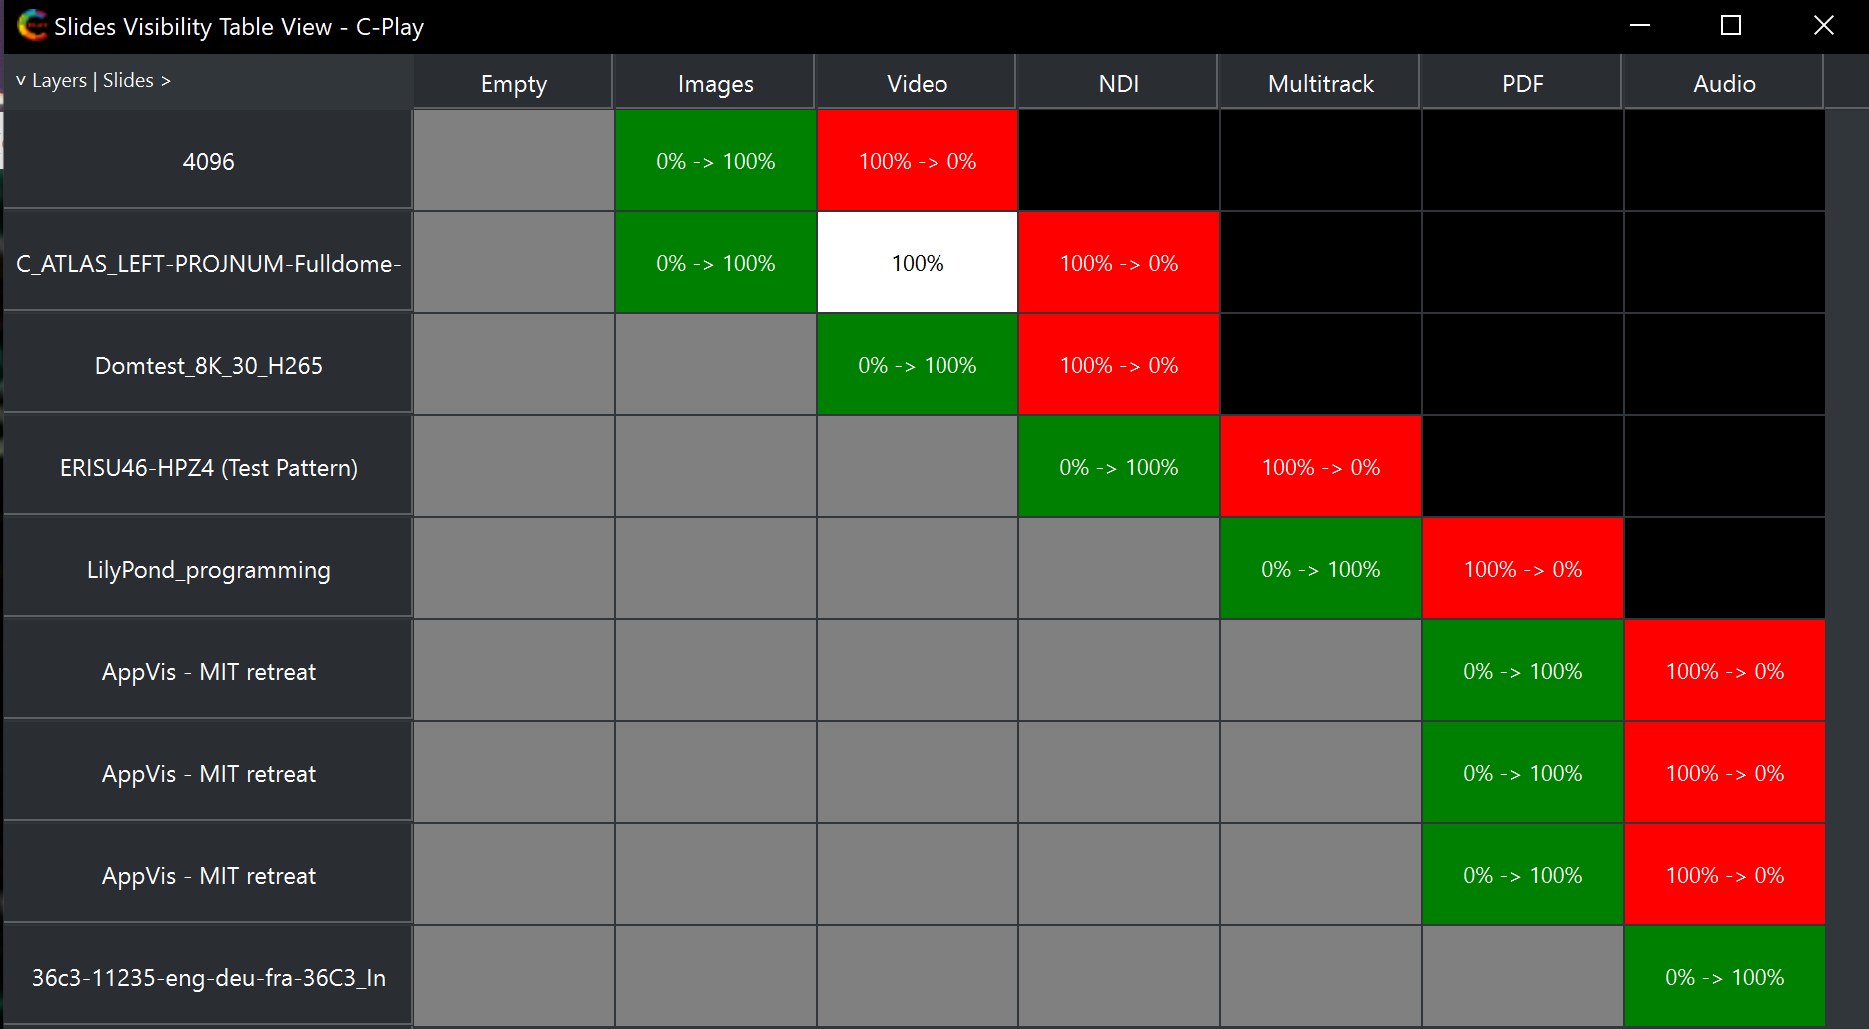 Slides Visibility Table View - C-Play
v Layers | Slides > Empty Images Video NDI Multitrack PDF Audio
4096 0% -> 100% 100% -> 0%
C_ATLAS_LEFT-PROJNUM-Fulldome- 0% -> 100% 100% 100% -> 0%
Domtest_8K_30_H265 0% -> 100% 100% -> 0%
ERISU46-HPZ4 (Test Pattern) 0% -> 100% 100% -> 0%
LilyPond_programming 0% -> 100% 100% -> 0%
AppVis - MIT retreat 0% -> 100% 100% -> 0%
AppVis - MIT retreat 0% -> 100% 100% -> 0%
AppVis - MIT retreat 0% -> 100% 100% -> 0%
36c3-11235-eng-deu-fra-36C3_In 0% -> 100%